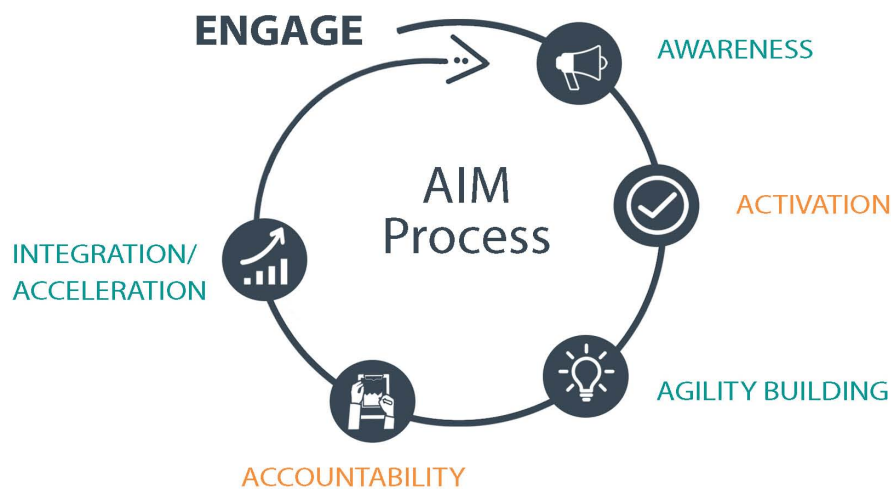 ENGAGE
AWARENESS
AIM
Process
ACTIVATION
INTEGRATION/
ACCELERATION
AGILITY BUILDING
ACCOUNTABILITY